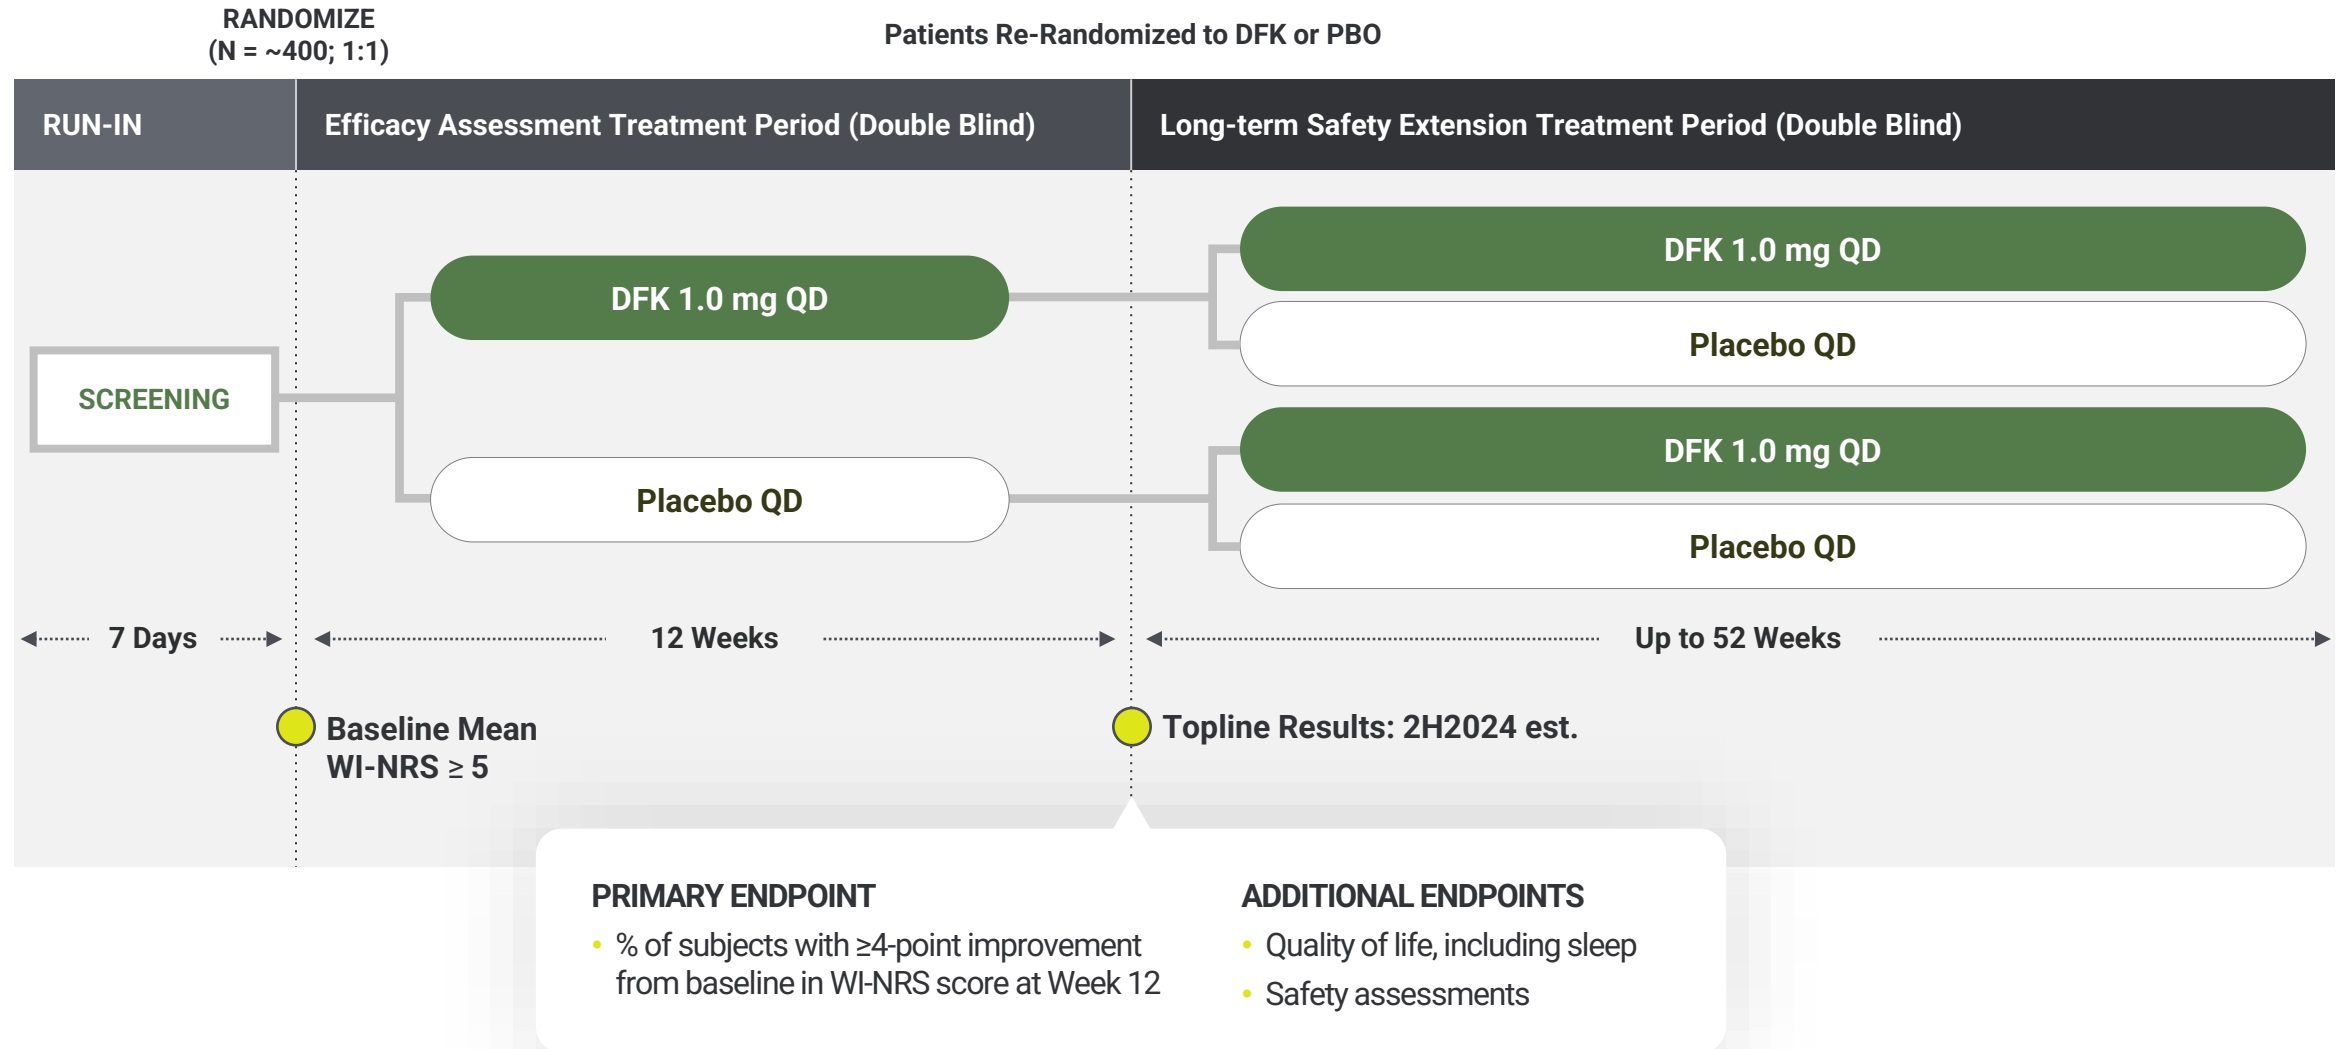 RANDOMIZE
(N = ~400; 1:1)
Patients Re-Randomized to DFK or PBO
RUN-IN
Efficacy Assessment Treatment Period (Double Blind)
Long-term Safety Extension Treatment Period (Double Blind)
SCREENING
DFK 1.0 mg QD
Placebo QD
DFK 1.0 mg QD
Placebo QD
DFK 1.0 mg QD
Placebo QD
7 Days
12 Weeks
Up to 52 Weeks
Baseline Mean
WI-NRS ≥ 5
Topline Results: 2H2024 est.
PRIMARY ENDPOINT
• % of subjects with ≥4-point improvement
from baseline in WI-NRS score at Week 12
ADDITIONAL ENDPOINTS
• Quality of life, including sleep
• Safety assessments